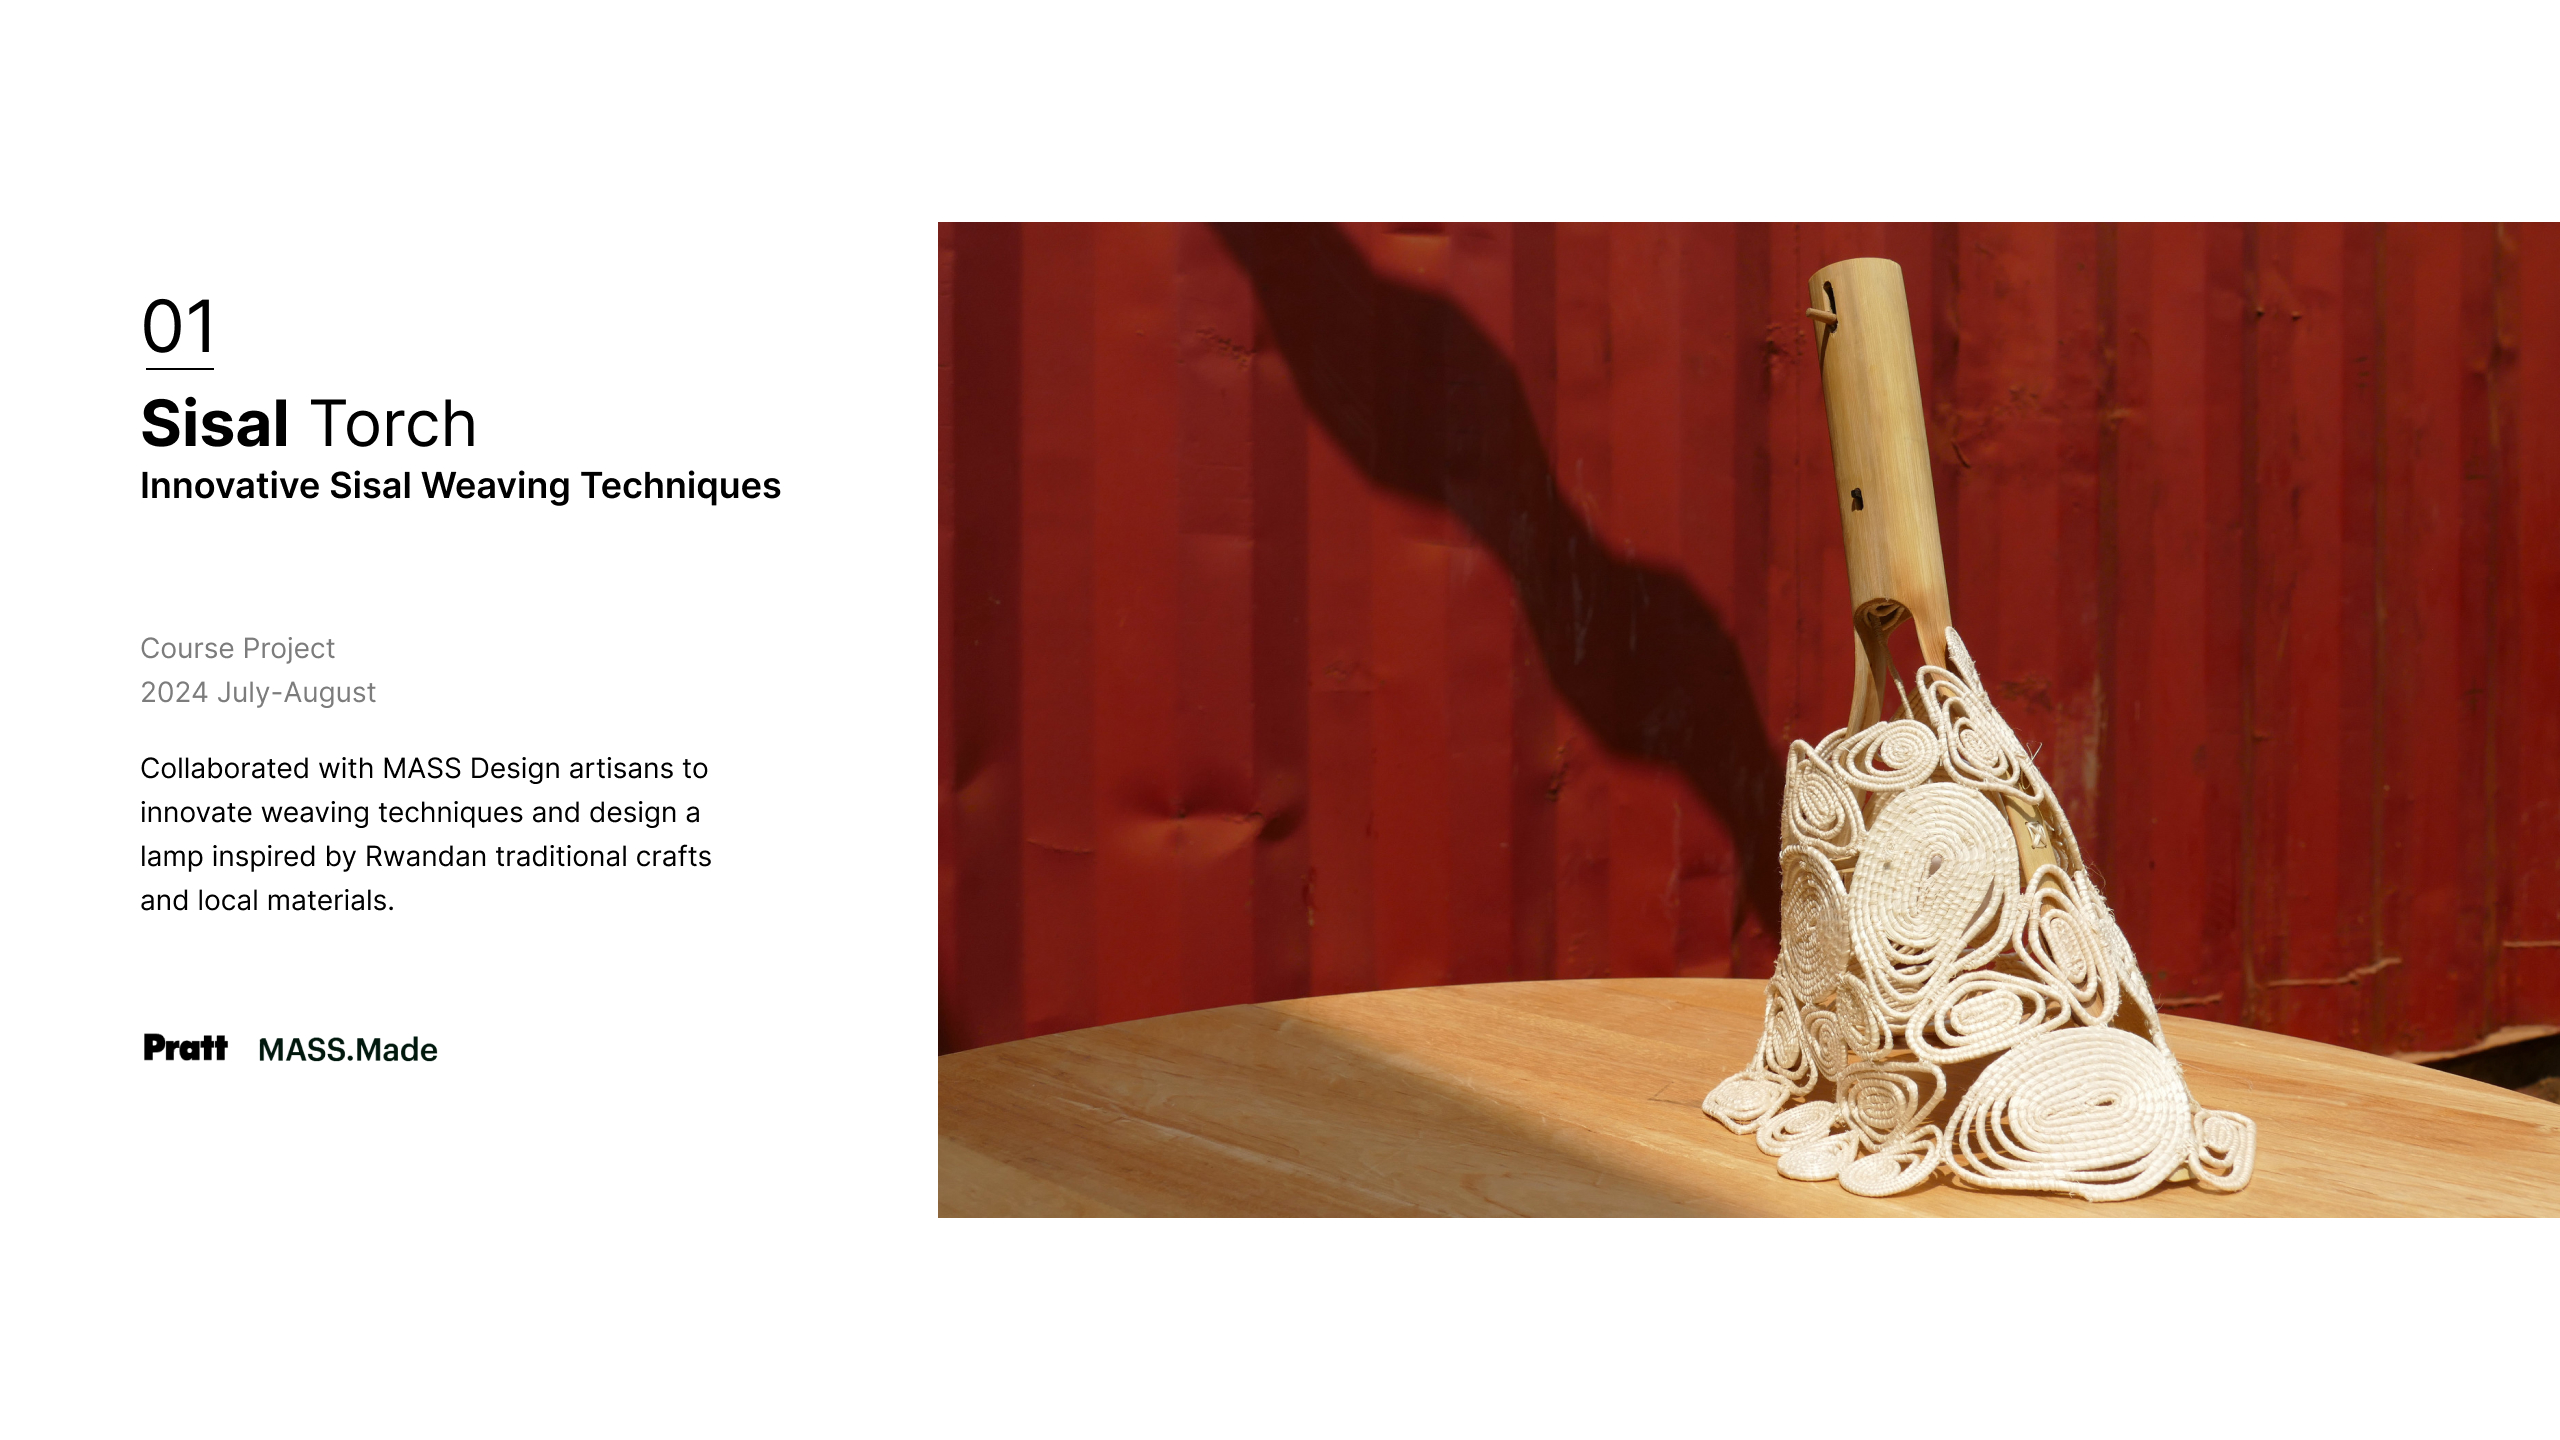 01
Sisal Torch
Innovative Sisal Weaving Techniques
Course Project
2024 July-August
Collaborated with MASS Design artisans to
innovate weaving techniques and design a
lamp inspired by Rwandan traditional crafts
and local materials.
Pratt MASS.Made